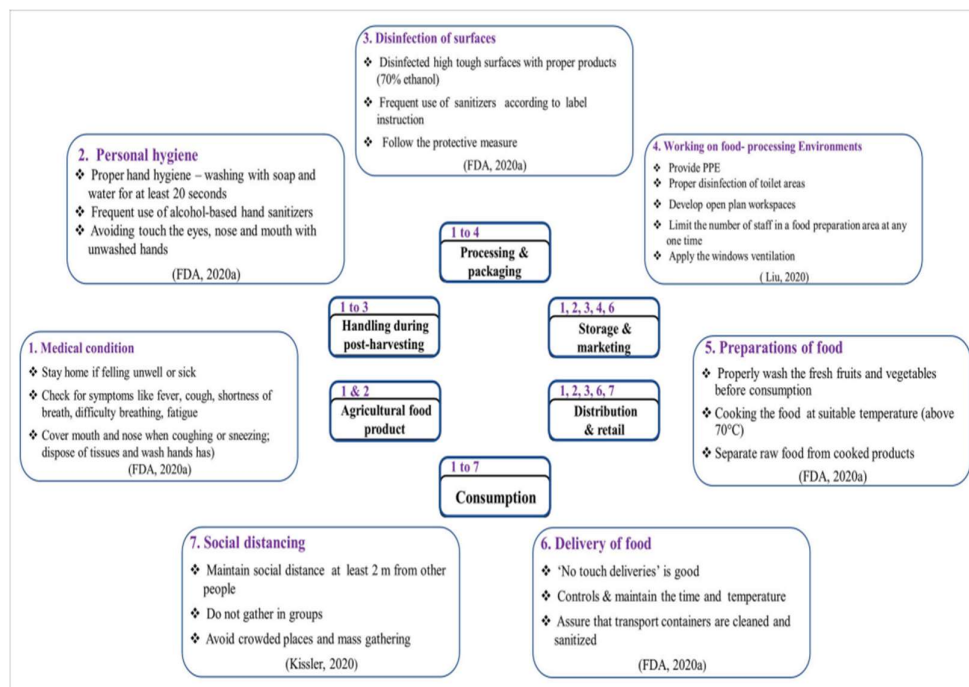 3. Disinfection of surfaces
❖ Disinfected high tough surfaces with proper products
(70% ethanol)
❖ Frequent use of sanitizers according to label
instruction
❖ Follow the protective measure
(FDA, 2020a)
2. Personal hygiene
❖ Proper hand hygiene – washing with soap and
water for at least 20 seconds
❖ Frequent use of alcohol-based hand sanitizers
❖ Avoiding touch the eyes, nose and mouth with
unwashed hands
(FDA, 2020a)
4. Working on food- processing Environments
❖ Provide PPE
❖ Proper disinfection of toilet areas
❖ Develop open plan workspaces
❖ Limit the number of staff in a food preparation area at any
one time
❖ Apply the windows ventilation
( Liu, 2020)
1 to 4
Processing &
packaging
1 to 3
Handling during
post-harvesting
1, 2, 3, 4, 6
Storage &
marketing
1. Medical condition
❖ Stay home if felling unwell or sick
❖ Check for symptoms like fever, cough, shortness of
breath, difficulty breathing, fatigue
❖ Cover mouth and nose when coughing or sneezing;
dispose of tissues and wash hands has)
(FDA, 2020a)
1 & 2
Agricultural food
product
1, 2, 3, 6, 7
Distribution
& retail
5. Preparations of food
❖ Properly wash the fresh fruits and vegetables
before consumption
❖ Cooking the food at suitable temperature (above
70°C)
❖ Separate raw food from cooked products
(FDA, 2020a)
1 to 7
Consumption
7. Social distancing
❖ Maintain social distance at least 2 m from other
people
❖ Do not gather in groups
❖ Avoid crowded places and mass gathering
(Kissler, 2020)
6. Delivery of food
❖ ‘No touch deliveries’ is good
❖ Controls & maintain the time and temperature
❖ Assure that transport containers are cleaned and
sanitized
(FDA, 2020a)